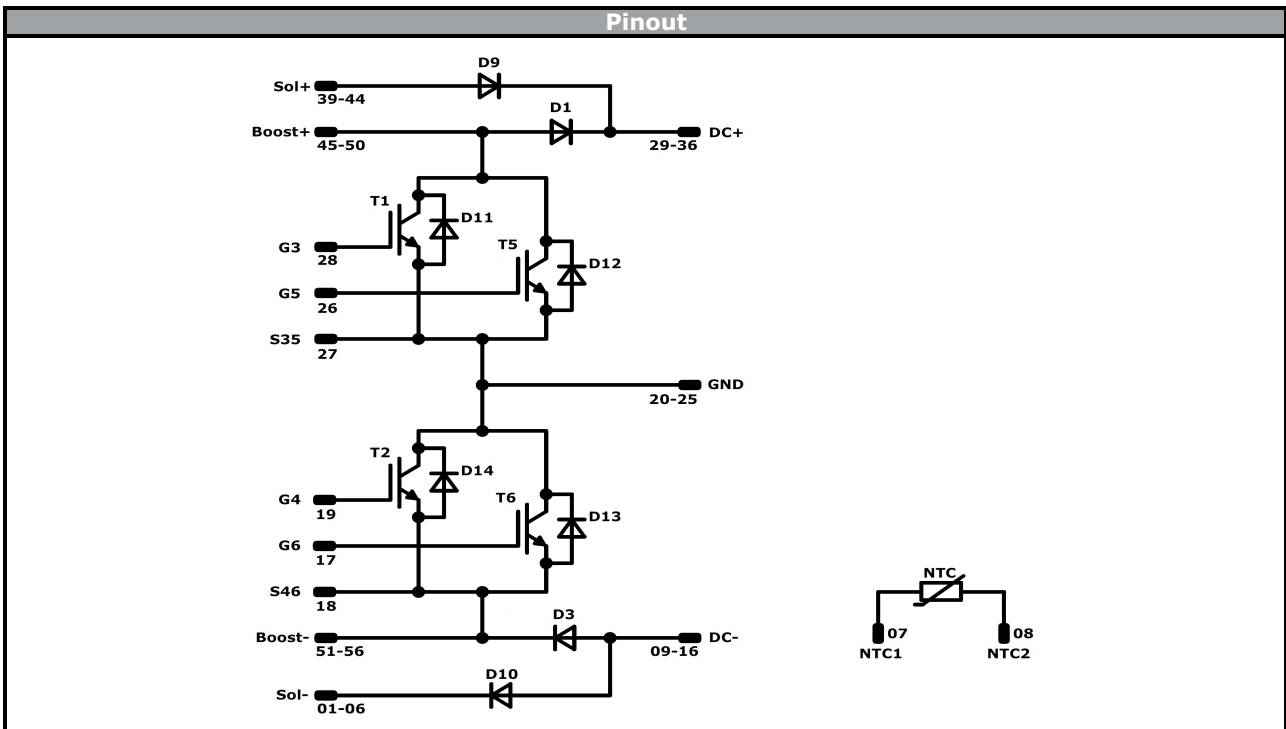 Pinout
D9
Sol+
39-44
D1
Boost+
DC+
45-50
29-36
T1
D11
T5
G3
28
D12
G5
26
S35
27
GND
20-25
T2
D14
T6
G4
19
D13
G6
17
S46
18
NTC
D3
Boost-
DC-
07
08
51-56
09-16
NTC1
NTC2
D10
Sol-
01-06